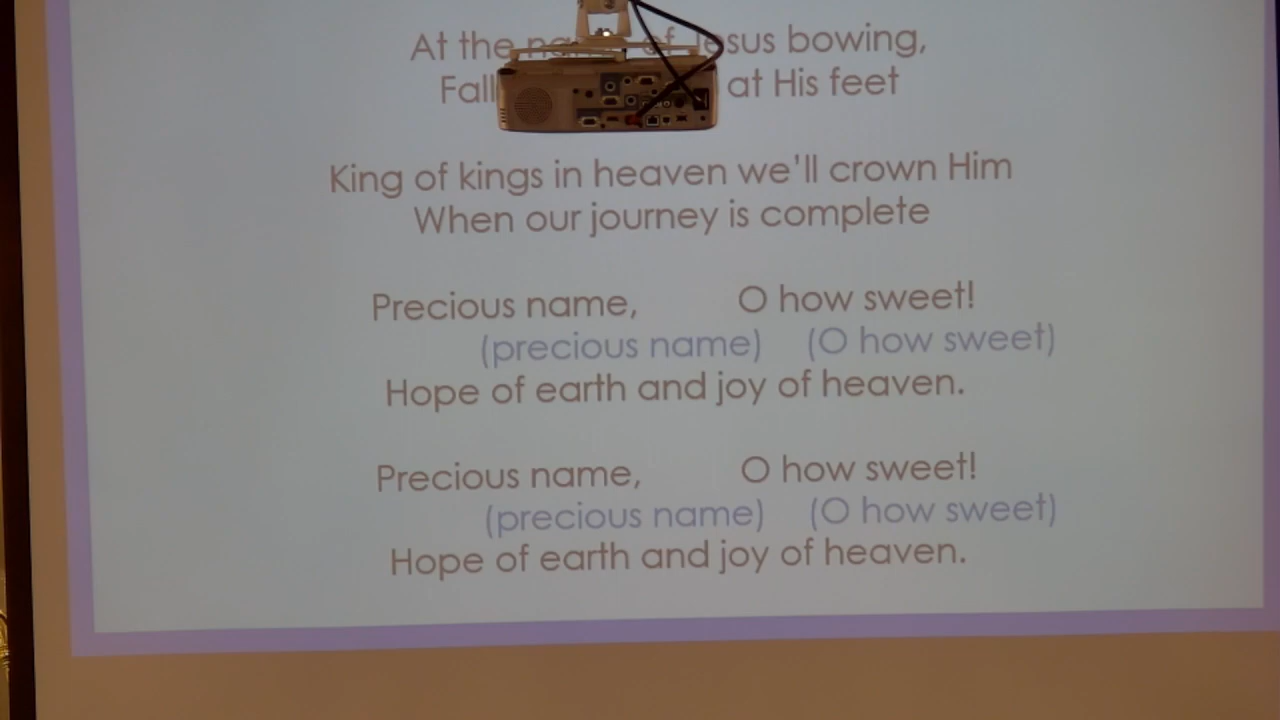 At the name of Jesus bowing,
Fall at His feet
King of kings in heaven we'll crown Him
When our journey is complete
Precious name, O how sweet!
(precious name) (O how sweet)
Hope of earth and joy of heaven.
Precious name, O how sweet!
(precious name) (O how sweet)
Hope of earth and joy of heaven.